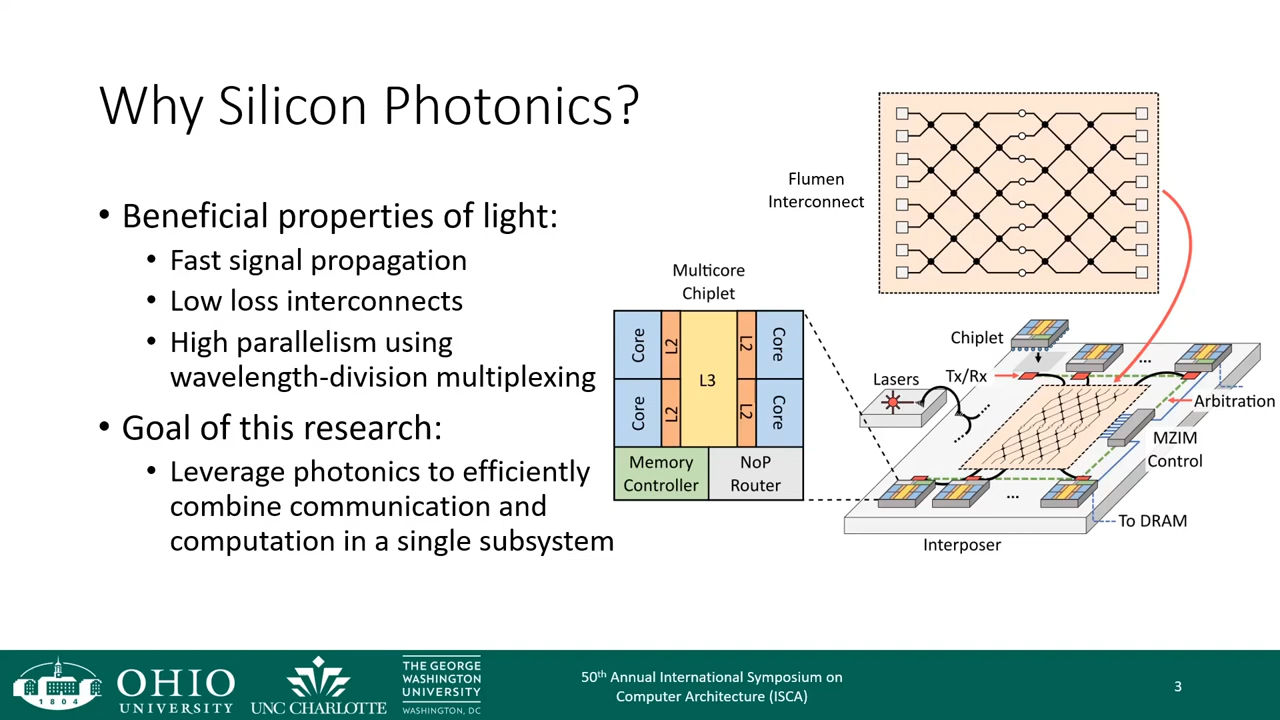 Why Silicon Photonics?
• Beneficial properties of light:
• Fast signal propagation
• Low loss interconnects
• High parallelism using
wavelength-division multiplexing
• Goal of this research:
• Leverage photonics to efficiently
combine communication and
computation in a single subsystem
Flumen
Interconnect
Multicore
Chiplet
Core
L2
L3
L2
Core
Core
L2
L2
Core
Memory
Controller
NoP
Router
Chiplet
...
Tx/Rx
Lasers
Arbitration
MZIM
Control
...
To DRAM
Interposer
1804
OHIO
UNIVERSITY
UNC CHARLOTTE
THE GEORGE
WASHINGTON
UNIVERSITY
WASHINGTON, DC
50th Annual International Symposium on
Computer Architecture (ISCA)
3